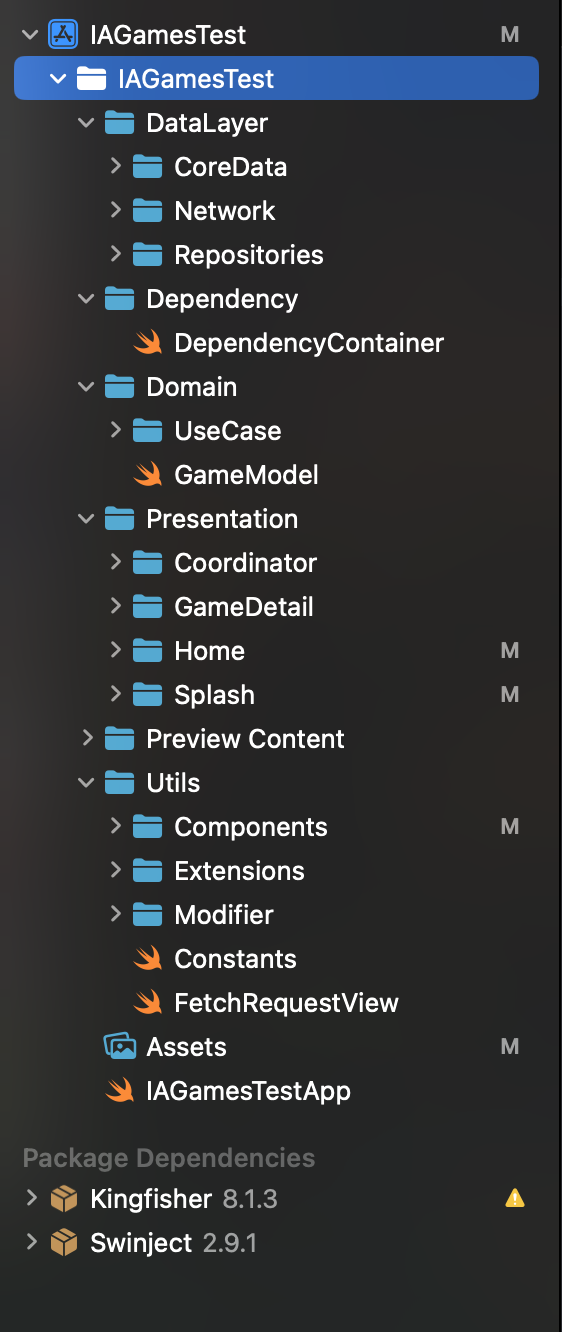 IAGamesTest M
IAGamesTest
DataLayer
CoreData
Network
Repositories
Dependency
DependencyContainer
Domain
UseCase
GameModel
Presentation
Coordinator
GameDetail
Home M
Splash M
Preview Content
Utils
Components M
Extensions
Modifier
Constants
FetchRequestView
Assets M
IAGamesTestApp
Package Dependencies
Kingfisher 8.1.3
Swinject 2.9.1